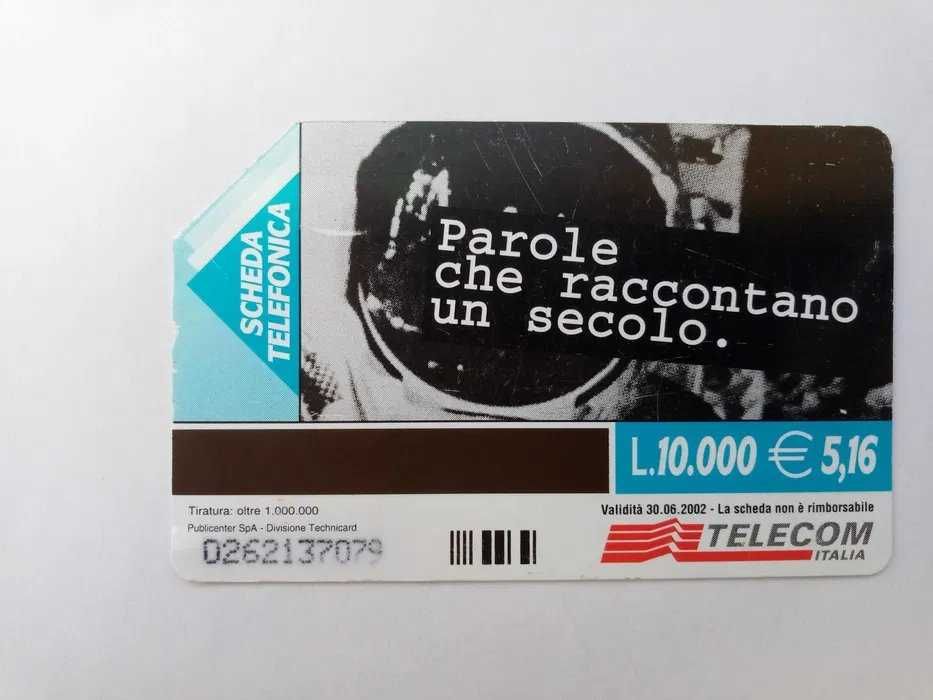 SCHEDA
TELEFONICA
Parole
che raccontano
un secolo.
L.10.000 € 5,16
Tiratura: oltre 1.000.000
Publicenter SpA - Divisione Technicard
0262137079
Validità 30.06.2002 - La scheda non è rimborsabile
TELECOM
ITALIA